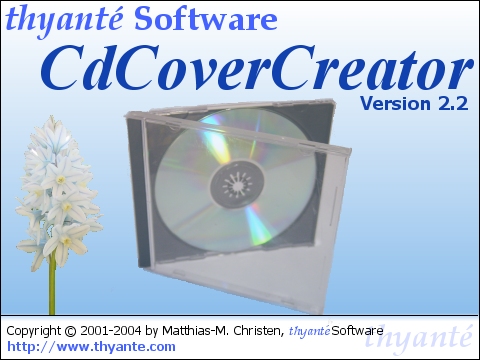 thyanté Software
CdCoverCreator
Version 2.2
Copyright © 2001-2004 by Matthias-M. Christen, thyantéSoftware
http://www.thyante.com
thyanté